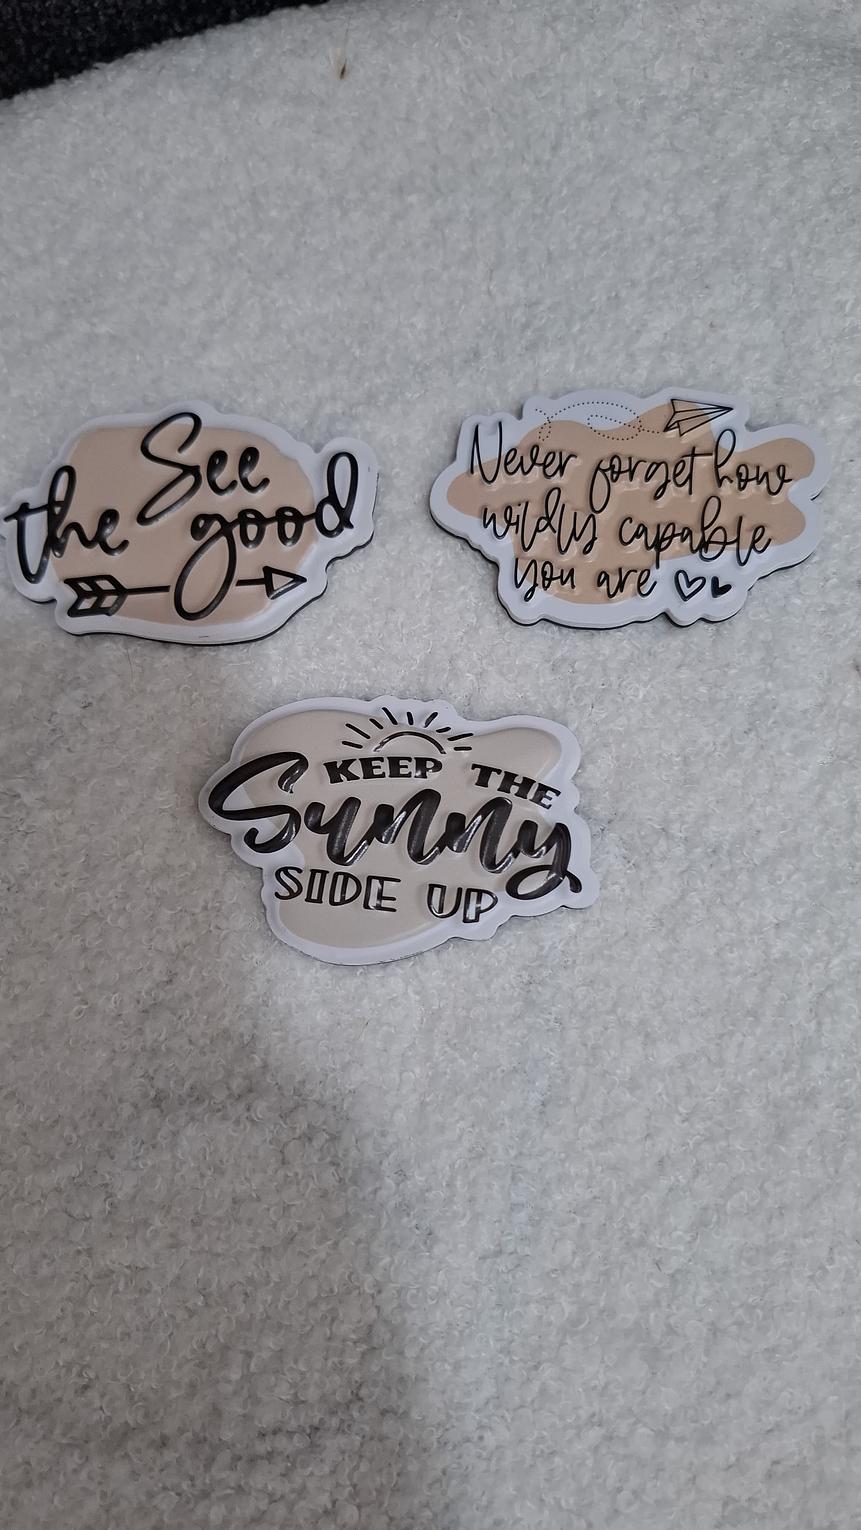 See
the good
Never forget how
wildly capable
you are
KEEP THE
Sunny
SIDE UP